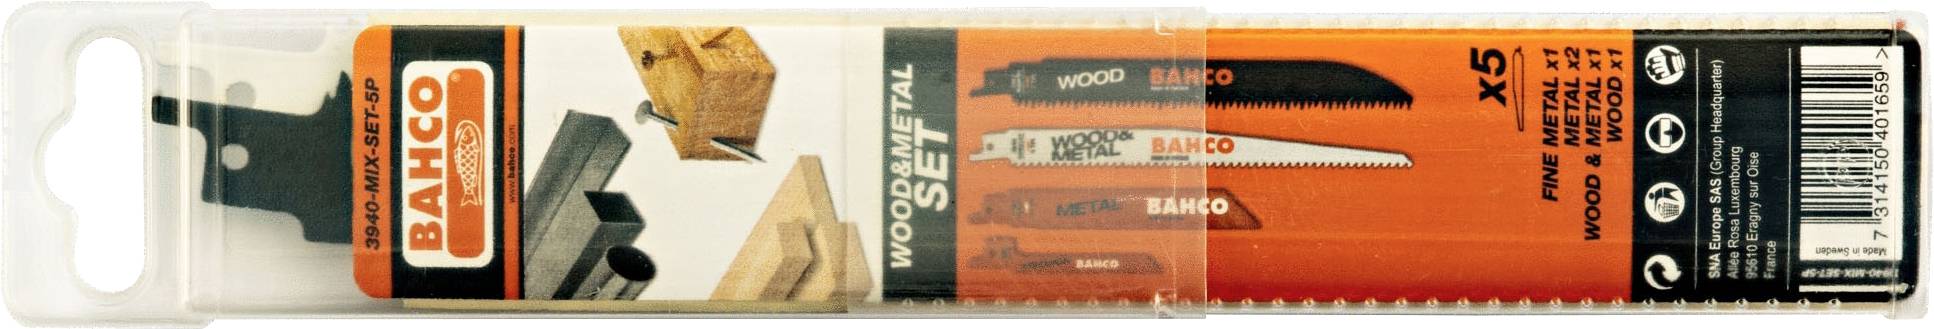 3940-MIX-SET-5P
BAHCO
®
www.bahco.com
WOOD&METAL
SET
WOOD BAHCO
WOOD&
METAL
BAHCO
METAL BAHCO
BAHCO
x5
FINE METAL x1
METAL x2
WOOD & METAL x1
WOOD x1
SNA Europe SAS (Group Headquarter)
Allée Rosa Luxembourg
95610 Eragny sur Oise
France
7 314150 401659 >
Made in Sweden
3940-MIX-SET-5P